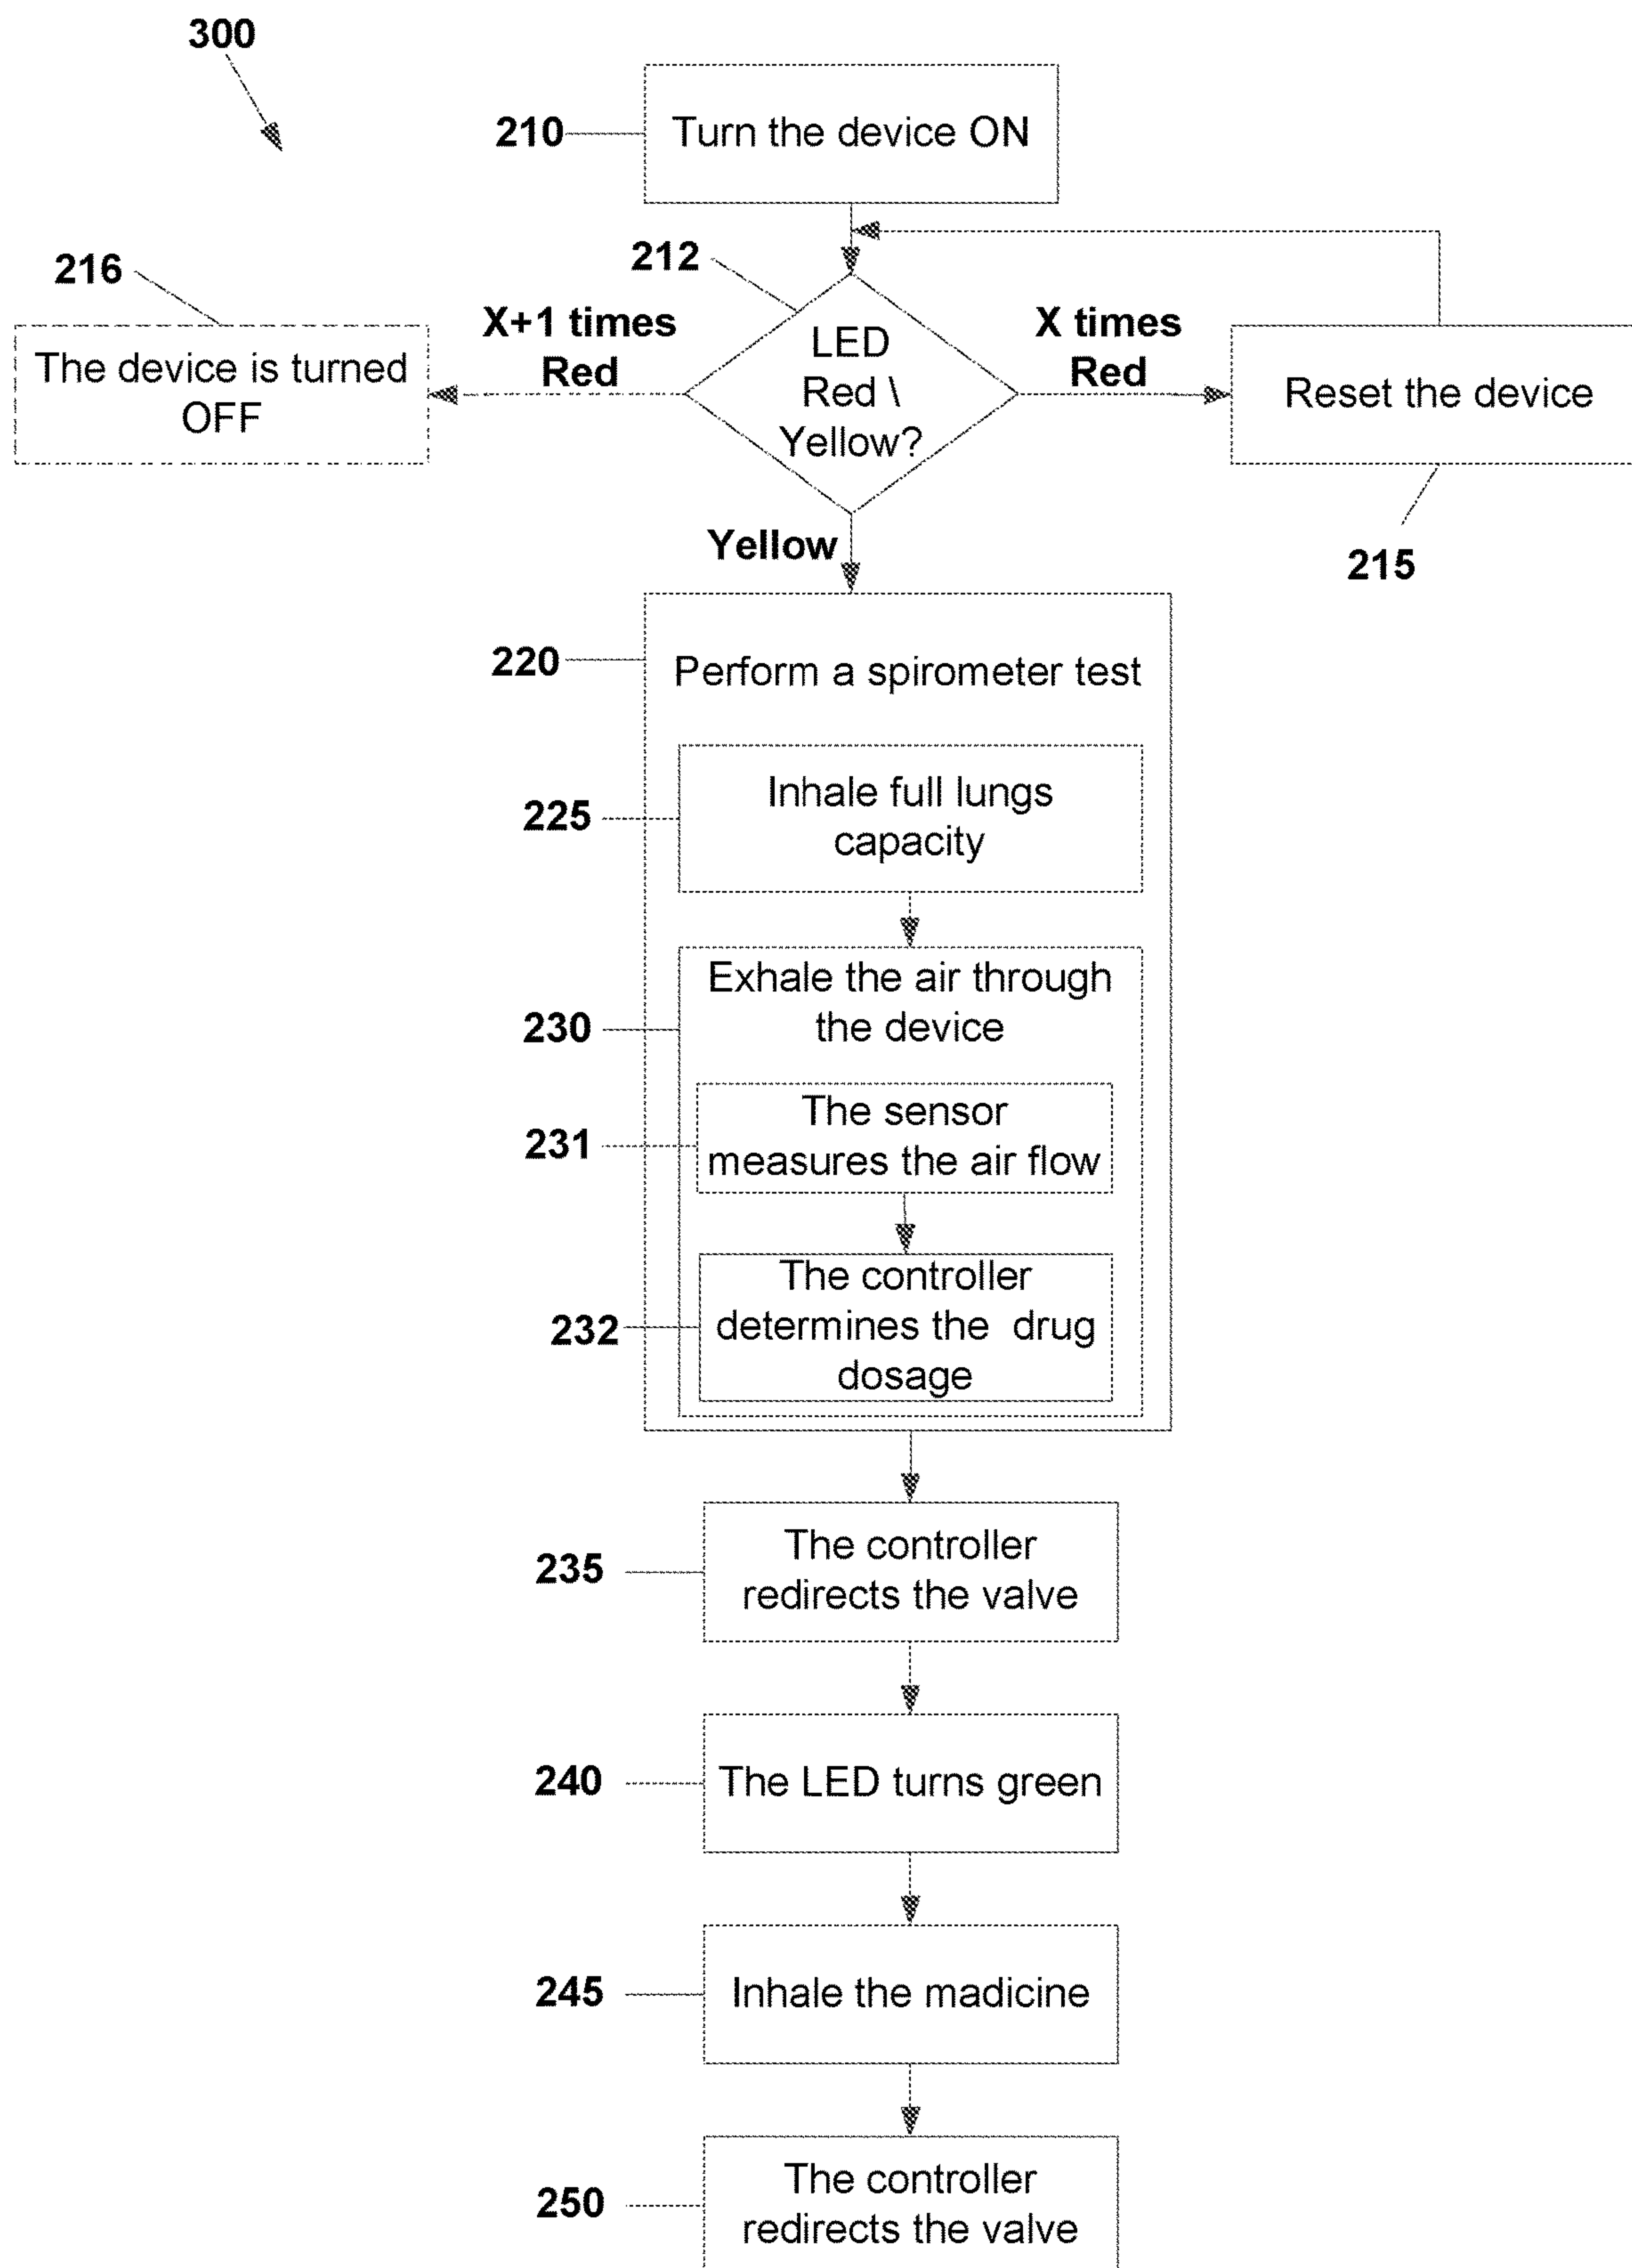 300
210
Turn the device ON
212
216
X+1 times
Red
X times
Red
LED
Red \
Yellow?
The device is turned
OFF
Reset the device
215
Yellow
220
Perform a spirometer test
225
Inhale full lungs
capacity
230
Exhale the air through
the device
231
The sensor
measures the air flow
232
The controller
determines the drug
dosage
235
The controller
redirects the valve
240
The LED turns green
245
Inhale the madicine
250
The controller
redirects the valve